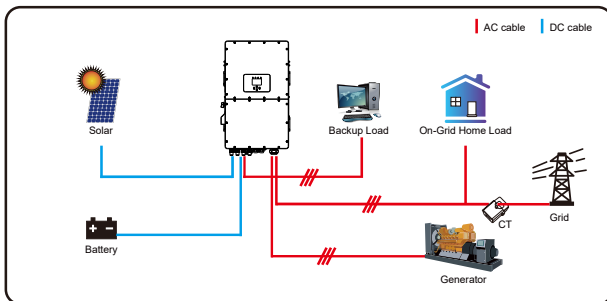 AC cable
DC cable
Solar
Backup Load
On-Grid Home Load
CT
Grid
Battery
Generator